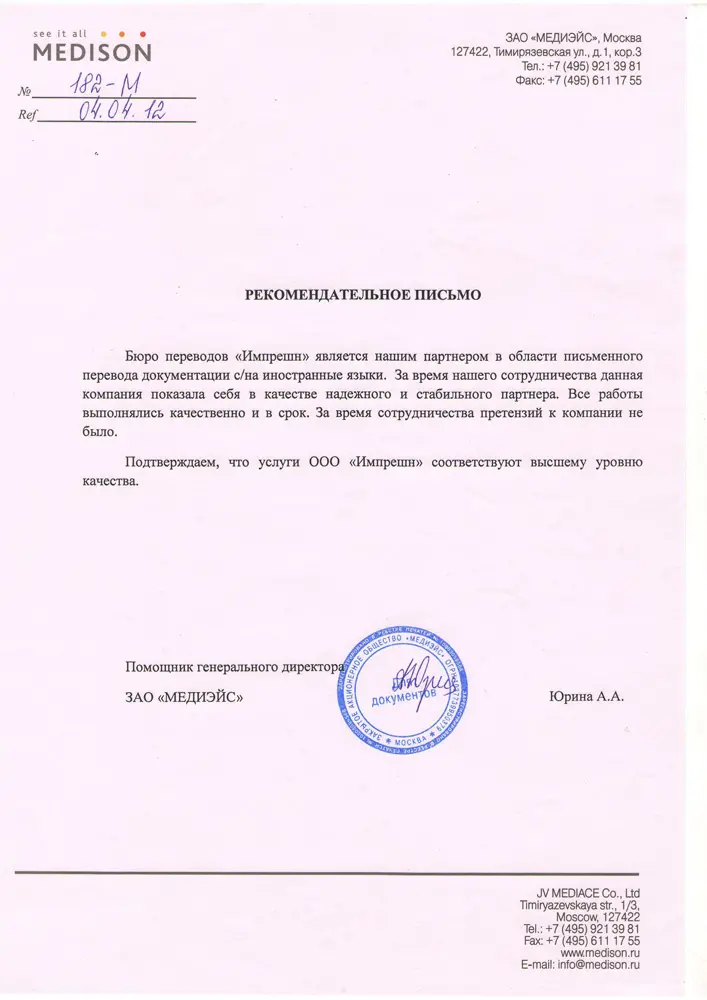 see it all
MEDISON
№ 182-М
Ref 04.04.12
ЗАО «МЕДИЭЙС», Москва
127422, Тимирязевская ул., д.1, кор.3
Тел.: +7 (495) 921 39 81
Факс: +7 (495) 611 17 55
РЕКОМЕНДАТЕЛЬНОЕ ПИСЬМО
Бюро переводов «Импрешн» является нашим партнером в области письменного
перевода документации с/на иностранные языки. За время нашего сотрудничества данная
компания показала себя в качестве надежного и стабильного партнера. Все работы
выполнялись качественно и в срок. За время сотрудничества претензий к компании не
было.
Подтверждаем, что услуги ООО «Импрешн» соответствуют высшему уровню
качества.
Помощник генерального директора
ЗАО «МЕДИЭЙС»
ЗАКРЫТОЕ АКЦИОНЕРНОЕ ОБЩЕСТВО «МЕДИЭЙС»
МОСКВА
Для
документов
Юрина А.А.
JV MEDIACE Co., Ltd
Timiryazevskaya str., 1/3,
Moscow, 127422
Tel.: +7 (495) 921 39 81
Fax: +7 (495) 611 17 55
www.medison.ru
E-mail: info@medison.ru